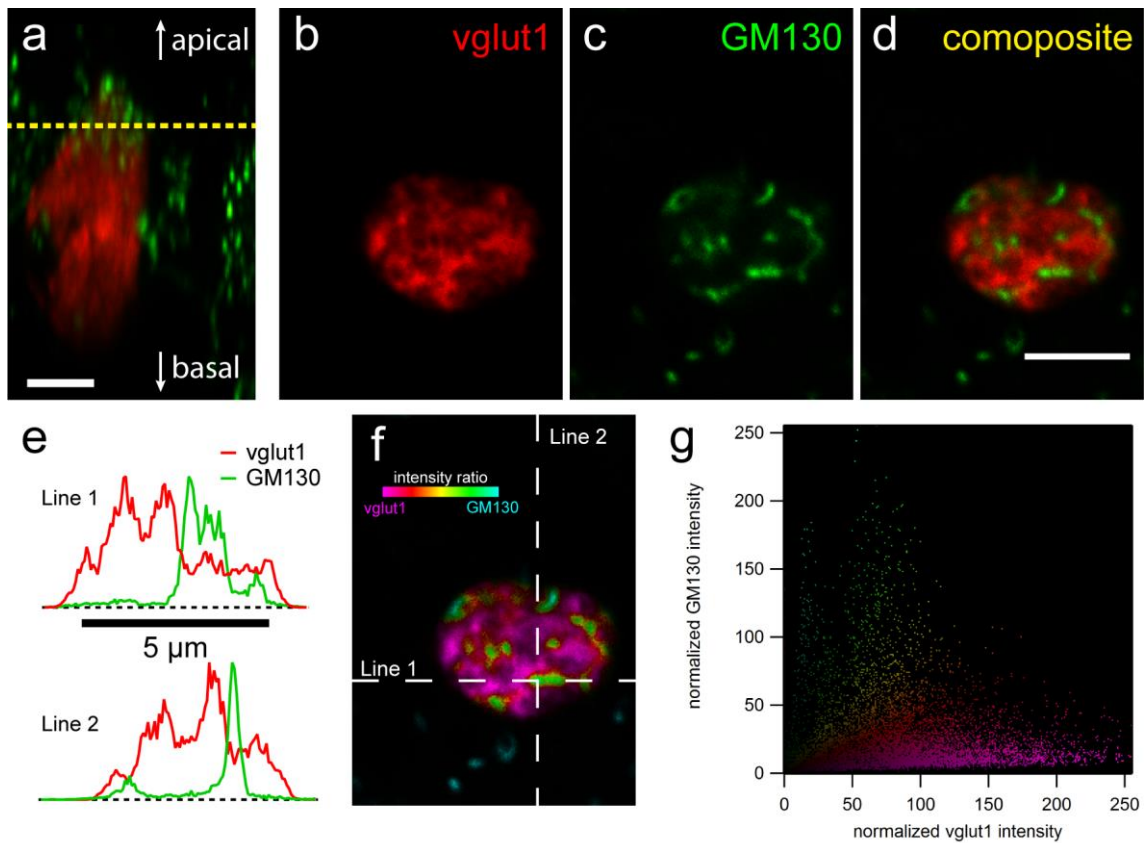 a
↑ apical
↓ basal
b
vglut1
c
GM130
d
comoposite
e
vglut1
GM130
Line 1
5 µm
Line 2
f
Line 2
intensity ratio
vglut1
GM130
Line 1
g
normalized GM130 intensity
250
200
150
100
50
0
0 50 100 150 200 250
normalized vglut1 intensity